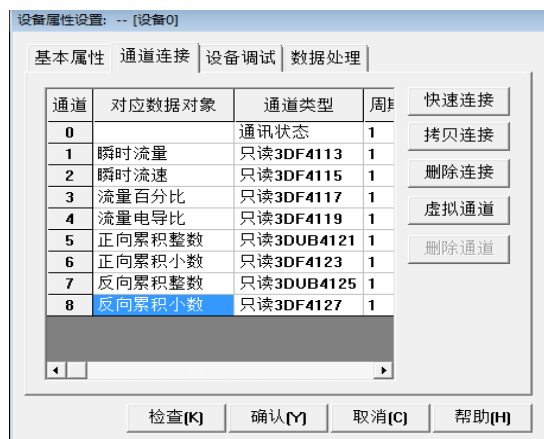 设备属性设置: -- [设备0]
基本属性 通道连接 设备调试 数据处理
通道 对应数据对象 通道类型 周期
0 通讯状态 1
1 瞬时流量 只读3DF4113 1
2 瞬时流速 只读3DF4115 1
3 流量百分比 只读3DF4117 1
4 流量电导比 只读3DF4119 1
5 正向累积整数 只读3DUB4121 1
6 正向累积小数 只读3DF4123 1
7 反向累积整数 只读3DUB4125 1
8 反向累积小数 只读3DF4127 1
快速连接
拷贝连接
删除连接
虚拟通道
删除通道
检查(K) 确认(Y) 取消(C) 帮助(H)